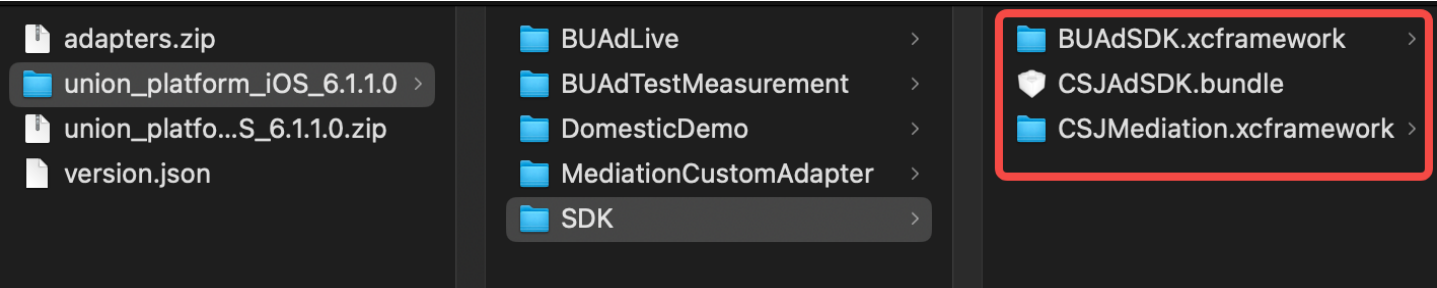 adapters.zip
union_platform_iOS_6.1.1.0
union_platfo...S_6.1.1.0.zip
version.json
BUAdLive
BUAdTestMeasurement
DomesticDemo
MediationCustomAdapter
SDK
BUAdSDK.xcframework
CSJAdSDK.bundle
CSJMediation.xcframework